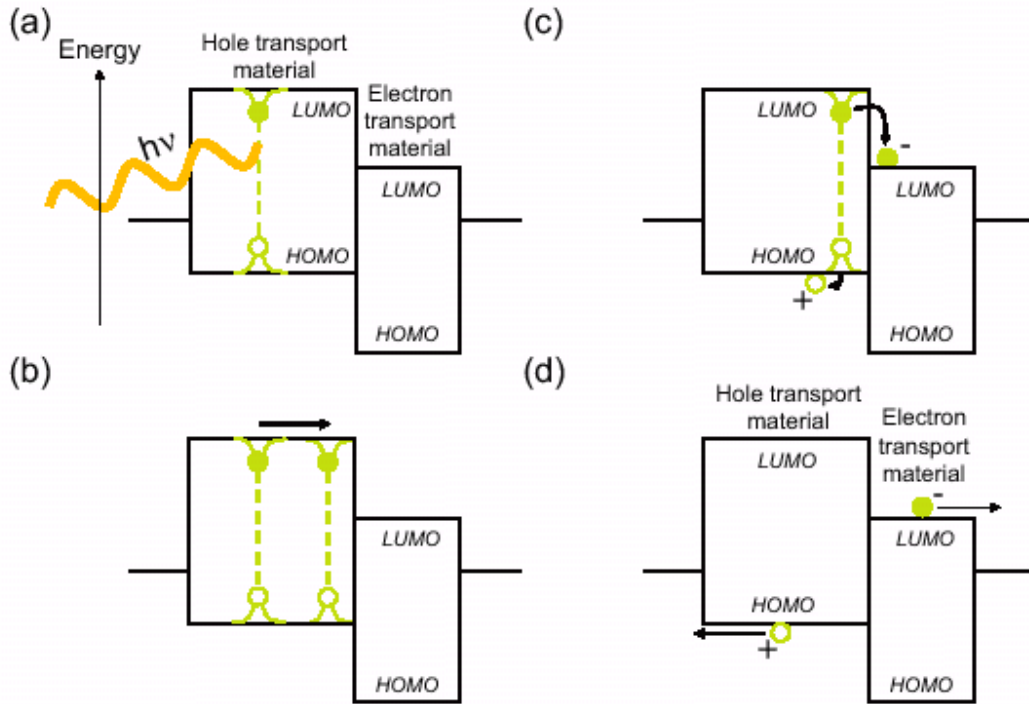 (a)
Energy
Hole transport
material
Electron
transport
material
LUMO
hν
LUMO
HOMO
HOMO
(c)
LUMO
-
LUMO
HOMO
+
HOMO
(b)
LUMO
HOMO
(d)
Hole transport
material
Electron
transport
material
LUMO
-
LUMO
HOMO
+
HOMO